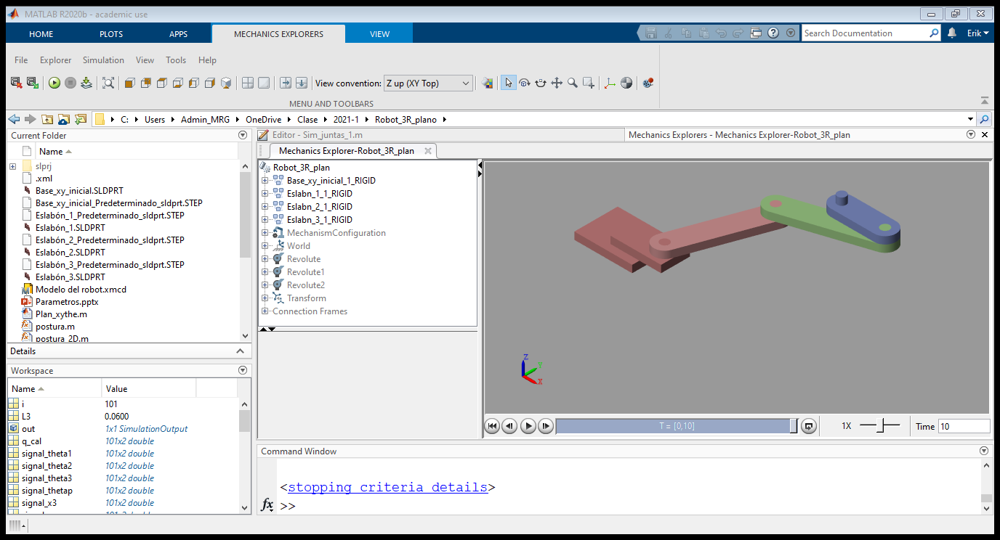 MATLAB R2020b - academic use
HOME PLOTS APPS MECHANICS EXPLORERS VIEW Search Documentation Erik
File Explorer Simulation View Tools Help
View convention: Z up (XY Top)
MENU AND TOOLBARS
C: Users Admin_MRG OneDrive Clase 2021-1 Robot_3R_plano
Current Folder
Name
slprj
.xml
Base_xy_inicial.SLDPRT
Base_xy_inicial_Predeterminado_sldprt.STEP
Eslabón_1_Predeterminado_sldprt.STEP
Eslabón_1.SLDPRT
Eslabón_2_Predeterminado_sldprt.STEP
Eslabón_2.SLDPRT
Eslabón_3_Predeterminado_sldprt.STEP
Eslabón_3.SLDPRT
Modelo del robot.xmcd
Parametros.pptx
Plan_xythe.m
postura.m
postura_2D.m
Details
Workspace
Name Value
i 101
L3 0.0600
out 1x1 SimulationOutput
q_cal 101x2 double
signal_theta1 101x2 double
signal_theta2 101x2 double
signal_theta3 101x2 double
signal_thetap 101x2 double
signal_x3 101x2 double
Editor - Sim_juntas_1.m
Mechanics Explorers - Mechanics Explorer-Robot_3R_plan
Mechanics Explorer-Robot_3R_plan
Robot_3R_plan
Base_xy_inicial_1_RIGID
Eslabn_1_1_RIGID
Eslabn_2_1_RIGID
Eslabn_3_1_RIGID
MechanismConfiguration
World
Revolute
Revolute1
Revolute2
Transform
Connection Frames
Z
Y
X
T = [0,10]
1X
Time 10
Command Window
<stopping criteria details>
fx >>